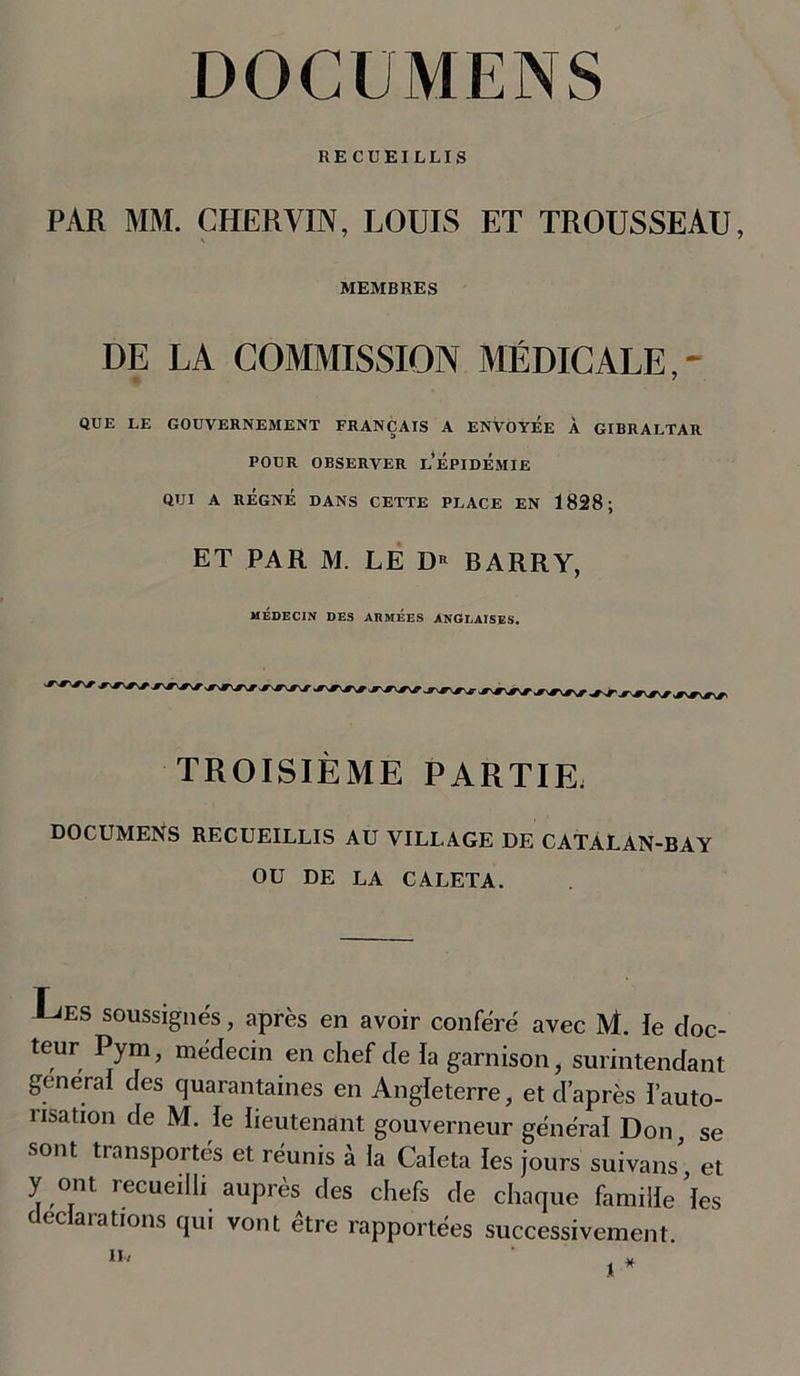 DOCUMENS
RECUEILLIS
PAR MM. CHERVIN, LOUIS ET TROUSSEAU,
MEMBRES
DE LA COMMISSION MÉDICALE,
QUE LE GOUVERNEMENT FRANÇAIS A ENVOYÉE À GIBRALTAR
POUR OBSERVER L'ÉPIDÉMIE
QUI A RÉGNÉ DANS CETTE PLACE EN 1828;
ET PAR M. LE DR BARRY,
MÉDECIN DES ARMÉES ANGLAISES.
TROISIÈME PARTIE.
DOCUMENS RECUEILLIS AU VILLAGE DE CATALAN-BAY
OU DE LA CALETA.
LES soussignés, après en avoir conféré avec M. le doc-
teur Pym, médecin en chef de la garnison, surintendant
général des quarantaines en Angleterre, et d'après l'auto-
risation de M. le lieutenant gouverneur général Don, se
sont transportés et réunis à la Caleta les jours suivans, et
y ont recueilli auprès des chefs de chaque famille les
déclarations qui vont être rapportées successivement.
II. 1 *